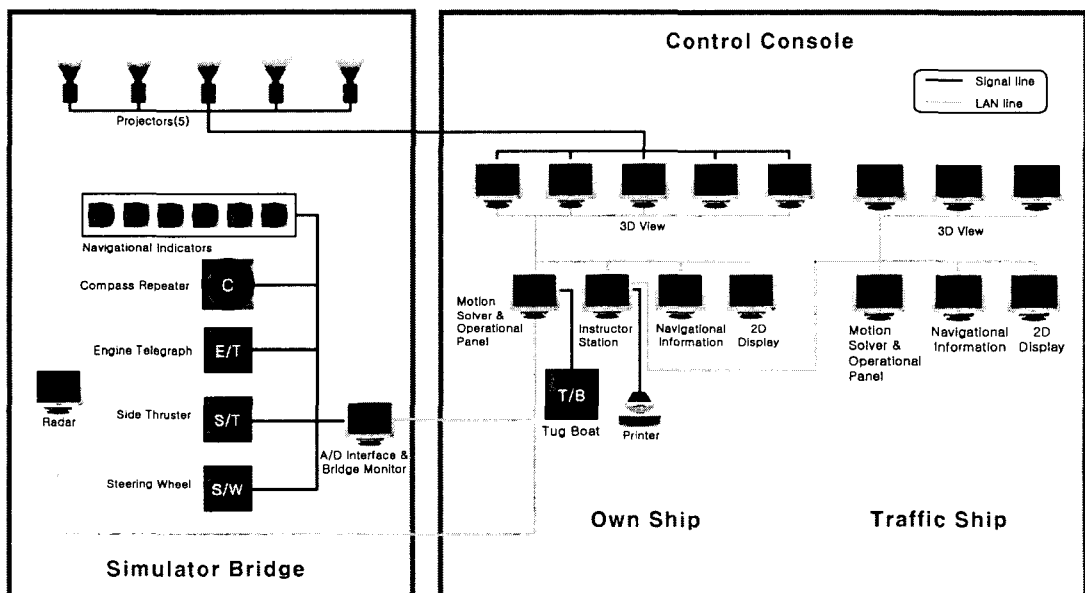 Control Console
Signal line
LAN line
Projectors(5)
Navigational Indicators
Compass Repeater
C
Engine Telegraph
E/T
Radar
Side Thruster
S/T
A/D Interface &
Bridge Monitor
Steering Wheel
S/W
Simulator Bridge
3D View
Motion
Solver &
Operational
Panel
Instructor
Station
Navigational
Information
2D
Display
T/B
Tug Boat
Printer
Own Ship
3D View
Motion
Solver &
Operational
Panel
Navigational
Information
2D
Display
Traffic Ship